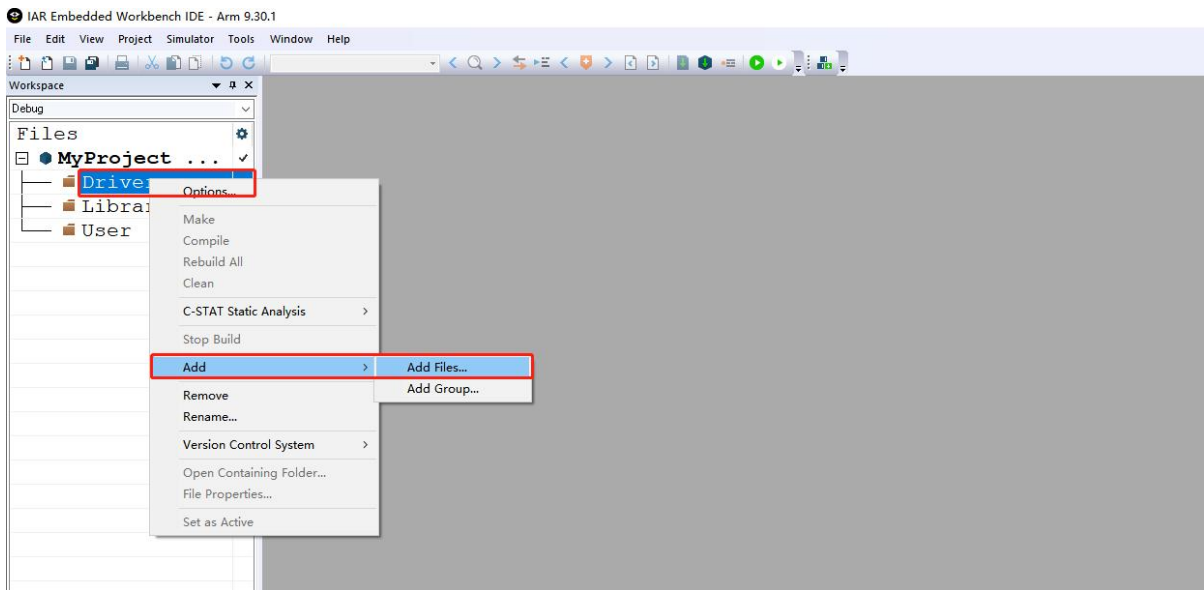 IAR Embedded Workbench IDE - Arm 9.30.1
File Edit View Project Simulator Tools Window Help
Workspace
Debug
Files
MyProject ...
Options...
User
Make
Compile
Rebuild All
Clean
C-STAT Static Analysis
Stop Build
Add
Add Files...
Add Group...
Remove
Rename...
Version Control System
Open Containing Folder...
File Properties...
Set as Active